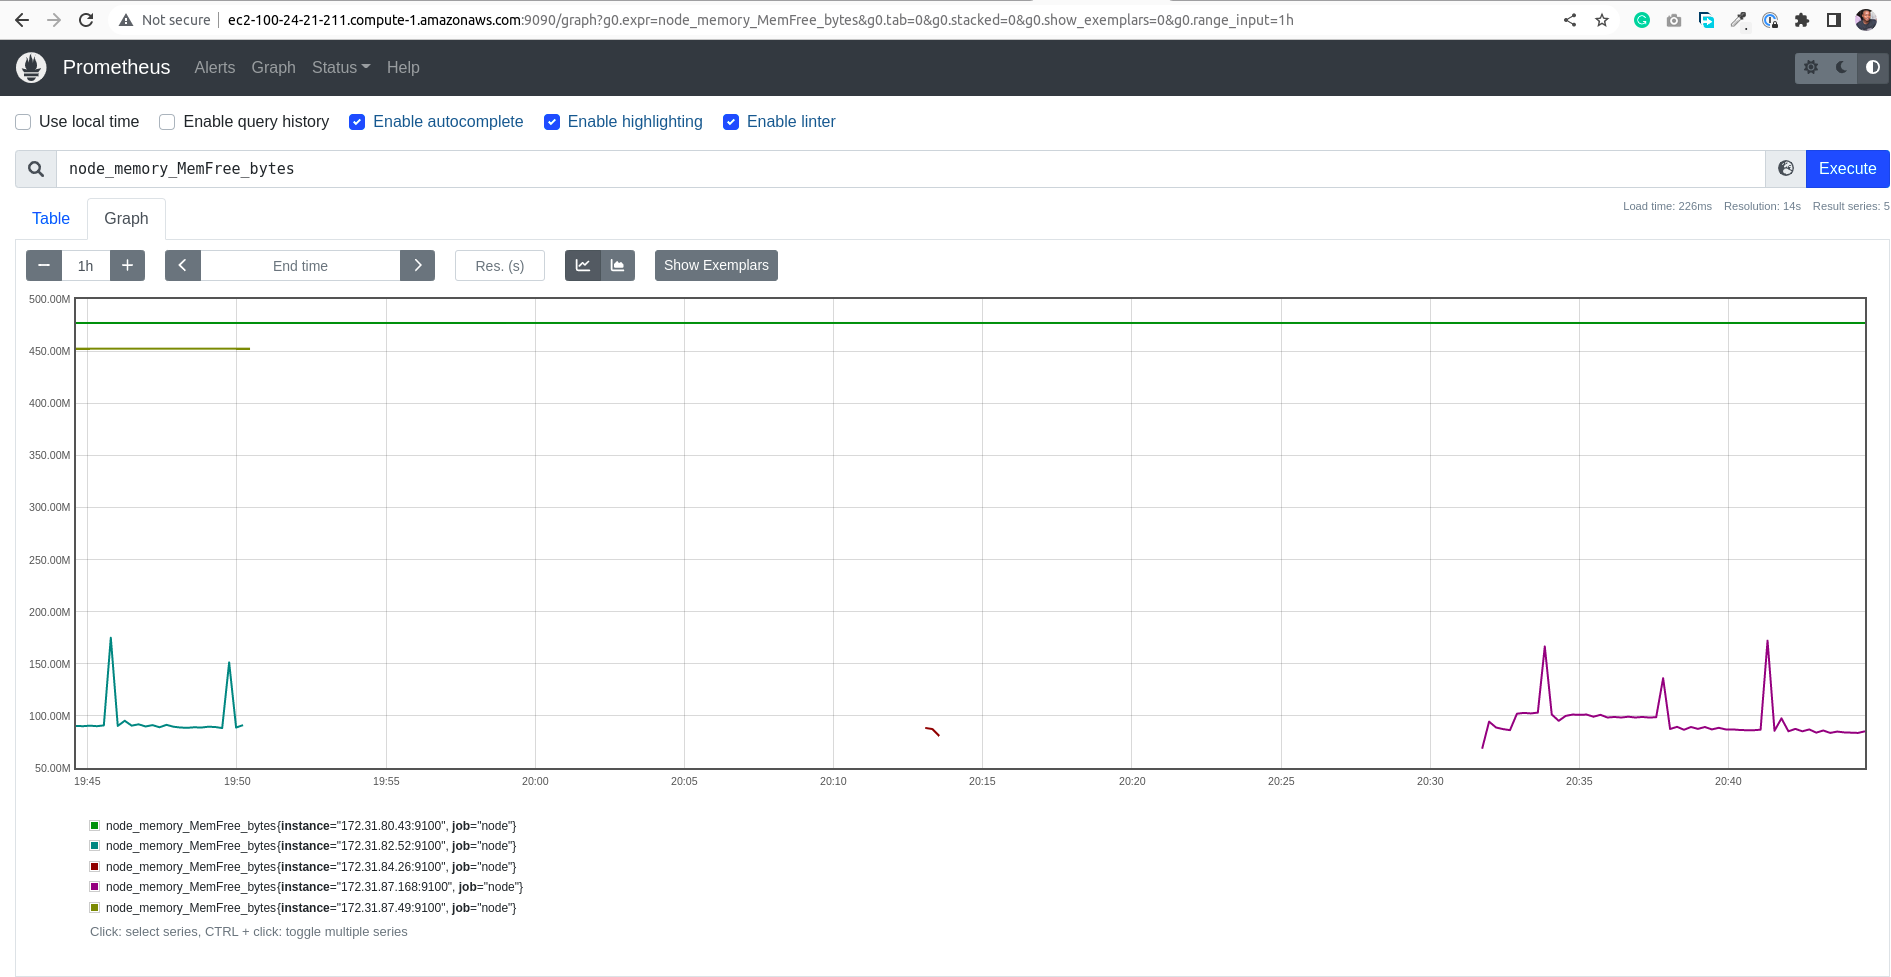 Not secure ec2-100-24-21-211.compute-1.amazonaws.com:9090/graph?g0.expr=node_memory_MemFree_bytes&g0.tab=0&g0.stacked=0&g0.show_exemplars=0&g0.range_input=1h
Prometheus Alerts Graph Status Help
Use local time Enable query history Enable autocomplete Enable highlighting Enable linter
node_memory_MemFree_bytes Execute
Table Graph Load time: 226ms Resolution: 14s Result series: 5
1h End time Res. (s) Show Exemplars
500.00M
450.00M
400.00M
350.00M
300.00M
250.00M
200.00M
150.00M
100.00M
50.00M
19:45 19:50 19:55 20:00 20:05 20:10 20:15 20:20 20:25 20:30 20:35 20:40
node_memory_MemFree_bytes{instance="172.31.80.43:9100", job="node"}
node_memory_MemFree_bytes{instance="172.31.82.52:9100", job="node"}
node_memory_MemFree_bytes{instance="172.31.84.26:9100", job="node"}
node_memory_MemFree_bytes{instance="172.31.87.168:9100", job="node"}
node_memory_MemFree_bytes{instance="172.31.87.49:9100", job="node"}
Click: select series, CTRL + click: toggle multiple series